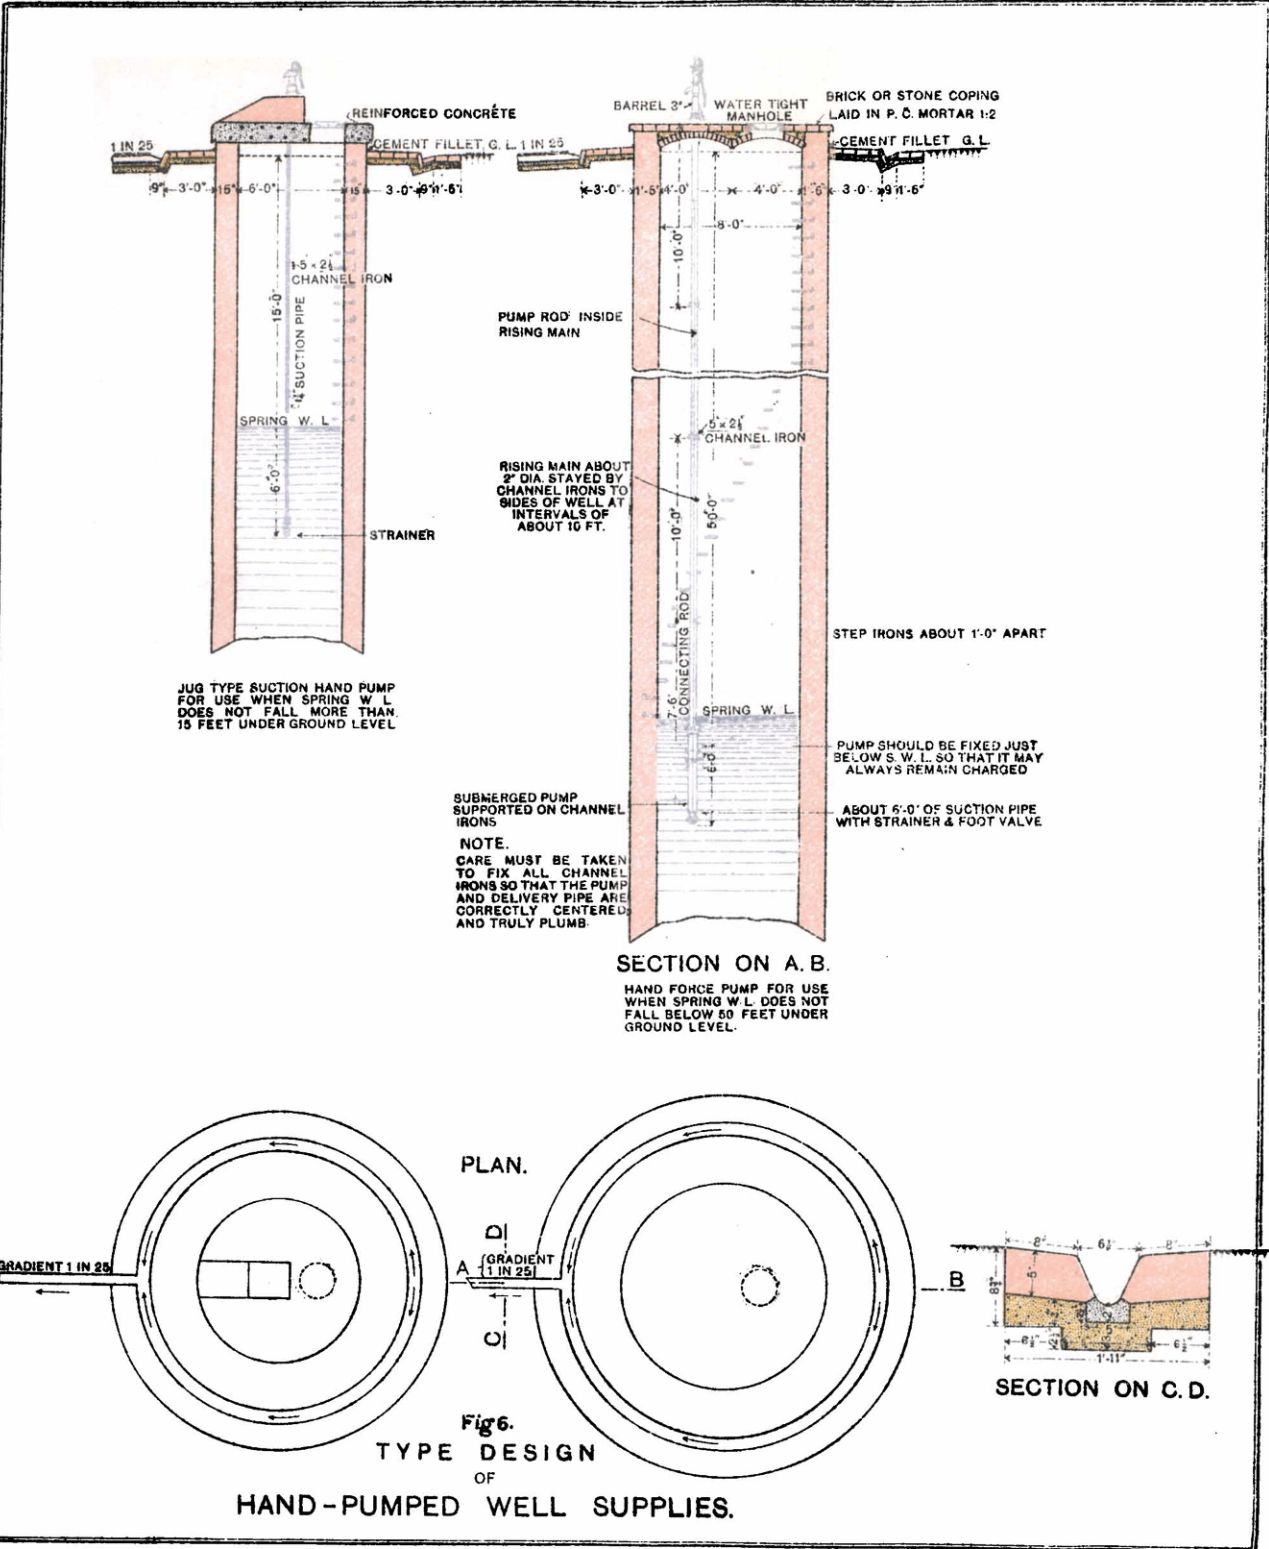 REINFORCED CONCRETE
1 IN 25
CEMENT FILLET, G. L.
9" 3'-0" 15" 6'-0" 15" 3'-0" 9" 1'-6"
CHANNEL IRON
15'-0"
SUCTION PIPE
SPRING W. L.
6'-0"
STRAINER
JUG TYPE SUCTION HAND PUMP
FOR USE WHEN SPRING W L
DOES NOT FALL MORE THAN
15 FEET UNDER GROUND LEVEL
BARREL 3"
WATER TIGHT
MANHOLE
BRICK OR STONE COPING
LAID IN P. C. MORTAR 1:2
1 IN 25
CEMENT FILLET G. L.
3'-0" 4'-0" 4'-0" 3'-0" 9" 1'-6"
8'-0"
10'-0"
PUMP ROD INSIDE
RISING MAIN
5 × 2½
CHANNEL IRON
RISING MAIN ABOUT
2" DIA. STAYED BY
CHANNEL IRONS TO
SIDES OF WELL AT
INTERVALS OF
ABOUT 10 FT.
10'-0"
50'-0"
CONNECTING ROD
7'-6"
STEP IRONS ABOUT 1'-0" APART
SPRING W. L.
6'-0"
PUMP SHOULD BE FIXED JUST
BELOW S. W. L. SO THAT IT MAY
ALWAYS REMAIN CHARGED
SUBMERGED PUMP
SUPPORTED ON CHANNEL
IRONS
ABOUT 6'-0" OF SUCTION PIPE
WITH STRAINER & FOOT VALVE
NOTE.
CARE MUST BE TAKEN
TO FIX ALL CHANNEL
IRONS SO THAT THE PUMP
AND DELIVERY PIPE ARE
CORRECTLY CENTERED
AND TRULY PLUMB.
SECTION ON A. B.
HAND FORCE PUMP FOR USE
WHEN SPRING W. L. DOES NOT
FALL BELOW 50 FEET UNDER
GROUND LEVEL.
PLAN.
GRADIENT 1 IN 25
D
A
GRADIENT
1 IN 25
C
B
8" 6½" 8"
6"
6½" 6½"
1'-11"
SECTION ON C. D.
Fig 6.
TYPE DESIGN
OF
HAND-PUMPED WELL SUPPLIES.